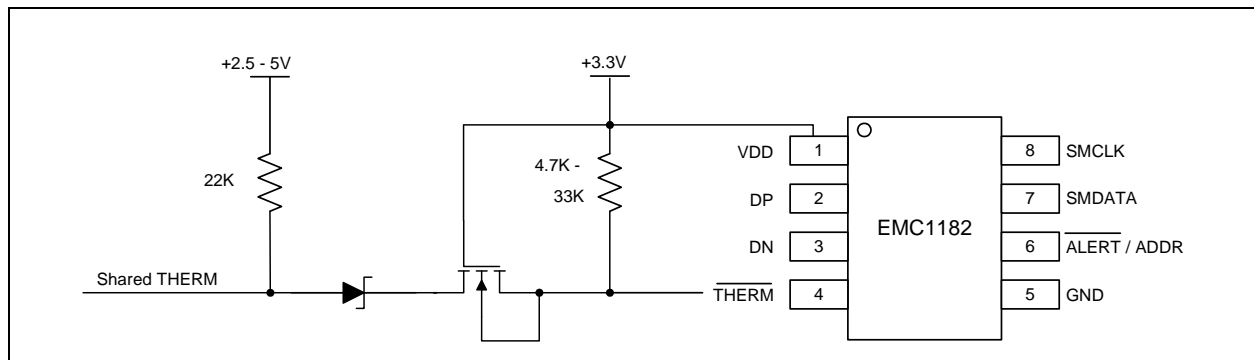 +2.5 - 5V
+3.3V
22K
4.7K -
33K
Shared THERM
VDD
1
DP
2
DN
3
THERM
4
EMC1182
8
SMCLK
7
SMDATA
6
ALERT / ADDR
5
GND